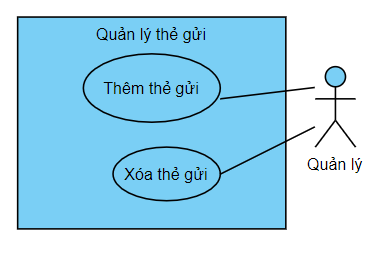 Quản lý thẻ gửi
Thêm thẻ gửi
Xóa thẻ gửi
Quản lý